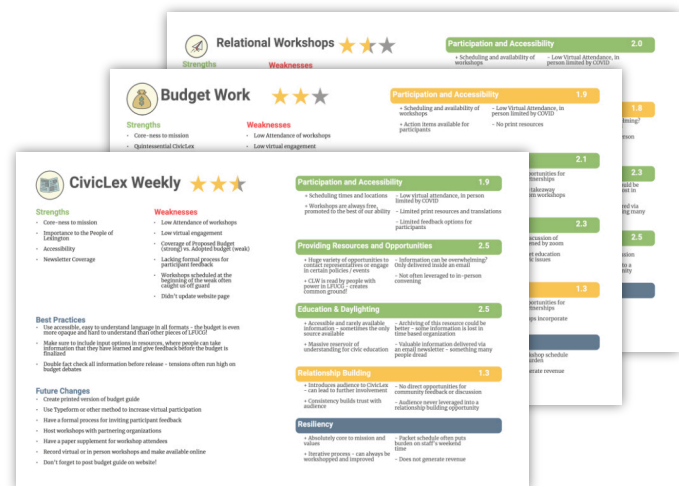 Relational Workshops
Strengths
Weaknesses
Participation and Accessibility 2.0
+ Scheduling and availability of workshops
- Low Virtual Attendance, in person limited by COVID
1.8
2.3
2.5
Budget Work
Strengths
• Core-ness to mission
• Quintessential CivicLex
Weaknesses
• Low Attendance of workshops
• Low virtual engagement
Participation and Accessibility 1.9
+ Scheduling and availability of
workshops
+ Action items available for
participants
- Low Virtual Attendance, in
person limited by COVID
- No print resources
2.1
2.3
1.3
CivicLex Weekly
Strengths
• Core-ness to mission
• Importance to the People of
Lexington
• Accessibility
• Newsletter Coverage
Weaknesses
• Low Attendance of workshops
• Low virtual engagement
• Coverage of Proposed Budget
(strong) vs. Adopted budget (weak)
• Lacking formal process for
participant feedback
• Workshops scheduled at the
beginning of the weak often
caught us off guard
• Didn't update website page
Best Practices
• Use accessible, easy to understand language in all formats - the budget is even
more opaque and hard to understand than other pieces of LFUCG!
• Make sure to include input options in resources, where people can take
information that they have learned and give feedback before the budget is
finalized
• Double fact check all information before release - tensions often run high on
budget debates
Future Changes
• Create printed version of budget guide
• Use Typeform or other method to increase virtual participation
• Have a formal process for inviting participant feedback
• Host workshops with partnering organizations
• Have a paper supplement for workshop attendees
• Record virtual or in person workshops and make available online
• Don't forget to post budget guide on website!
Participation and Accessibility 1.9
+ Scheduling times and locations
+ Workshops are always free,
promoted to the best of our ability
- Low virtual attendance, in person
limited by COVID
- Limited print resources and translations
- Limited feedback options for
participants
Providing Resources and Opportunities 2.5
+ Huge variety of opportunities to
contact representatives or engage
in certain policies / events
+ CLW is read by people with
power in LFUCG - creates
common ground!
- Information can be overwhelming?
Only delivered inside an email
- Not often leveraged to in-person
convening
Education & Daylighting 2.5
+ Accessible and rarely available
information - sometimes the only
source available
+ Massive reservoir of
understanding for civic education
- Archiving of this resource could be
better - some information is lost in
time based organization
- Valuable information delivered via
an email newsletter - something many
people dread
Relationship Building 1.3
+ Introduces audience to CivicLex
- can lead to further involvement
+ Consistency builds trust with
audience
- No direct opportunities for
community feedback or discussion
- Audience never leveraged into a
relationship building opportunity
Resiliency
+ Absolutely core to mission and
values
+ Iterative process - can always be
workshopped and improved
- Packet schedule often puts
burden on staff's weekend
time
- Does not generate revenue